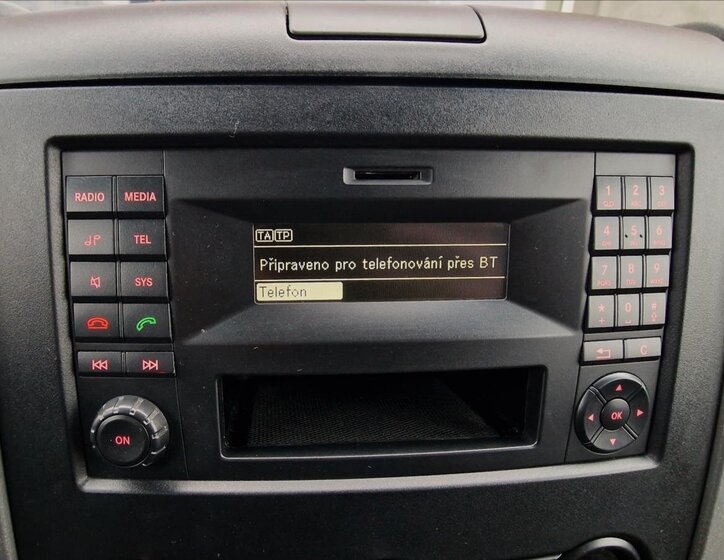 RADIO MEDIA
TEL
SYS
ON
TA TP
Připraveno pro telefonování přes BT
Telefon
1 2 3
ABC
4 5 6
7 8 9
* 0 #
+
C
OK